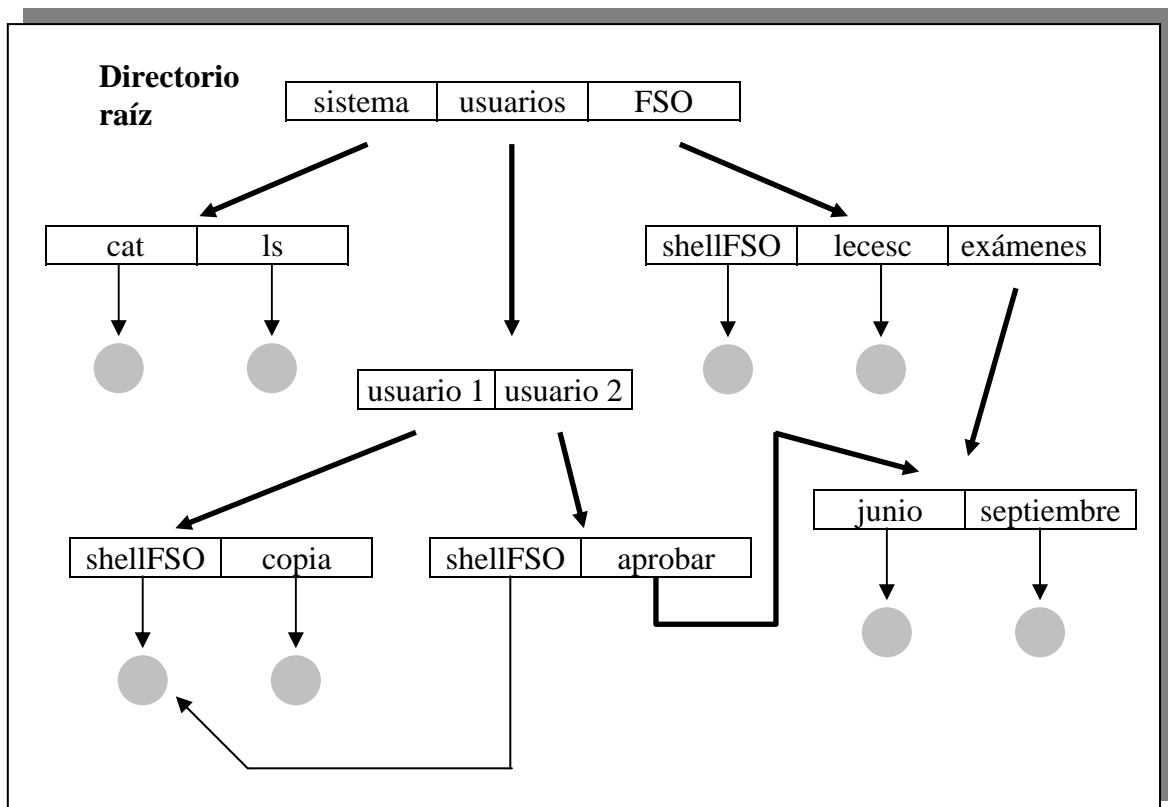 Directorio
raíz
sistema usuarios FSO
cat ls
shellFSO lecesc exámenes
usuario 1 usuario 2
junio septiembre
shellFSO copia
shellFSO aprobar